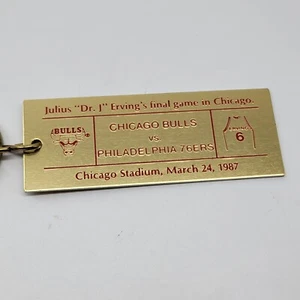 Julius "Dr. J" Erving's final game in Chicago.
BULLS
CHICAGO BULLS
vs.
PHILADELPHIA 76ERS
ERVING
6
Chicago Stadium, March 24, 1987